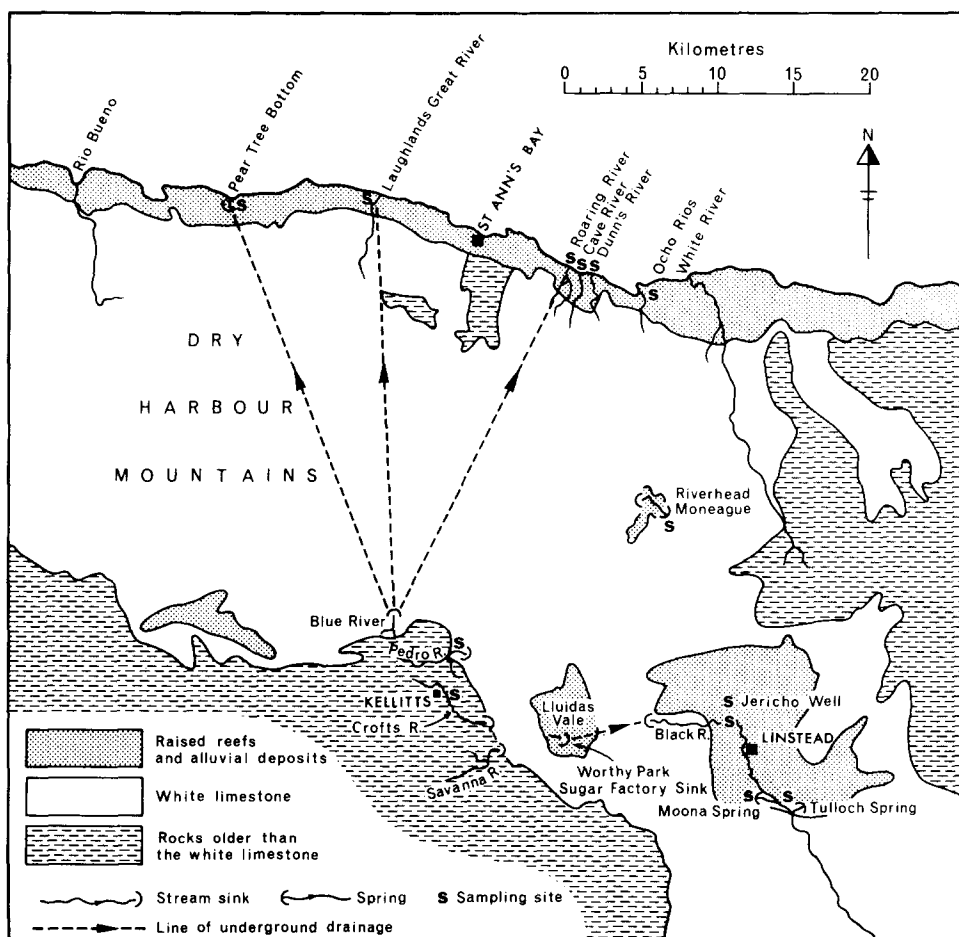 Kilometres
0 5 10 15 20
N
Rio Bueno
Pear Tree Bottom
S
Laughlands Great River
S
ST ANN'S BAY
Roaring River
Cave River
Dunn's River
S S S
Ocho Rios
White River
S
DRY
HARBOUR
MOUNTAINS
Riverhead
Moneague
S
Blue River
Pedro R.
S
KELLITTS
S
Crofts R.
Savanna R.
Lluidas
Vale
Worthy Park
Sugar Factory Sink
Black R.
S
S Jericho Well
LINSTEAD
S S
Moona Spring
Tulloch Spring
Raised reefs
and alluvial deposits
White limestone
Rocks older than
the white limestone
Stream sink
Spring
S Sampling site
Line of underground drainage